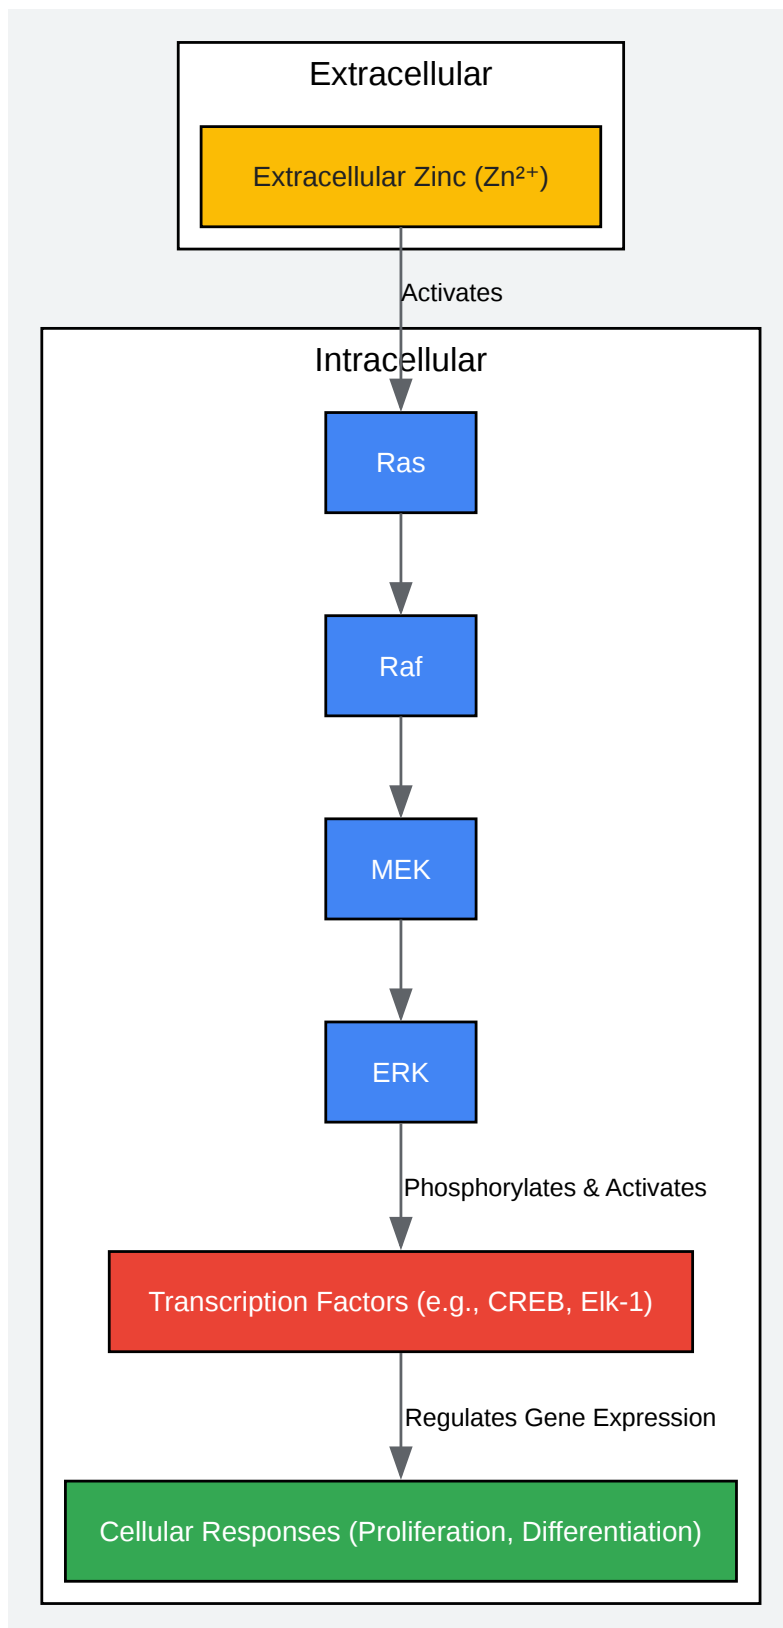 Extracellular
Extracellular Zinc (Zn²⁺)
Activates
Intracellular
Ras
Raf
MEK
ERK
Phosphorylates & Activates
Transcription Factors (e.g., CREB, Elk-1)
Regulates Gene Expression
Cellular Responses (Proliferation, Differentiation)